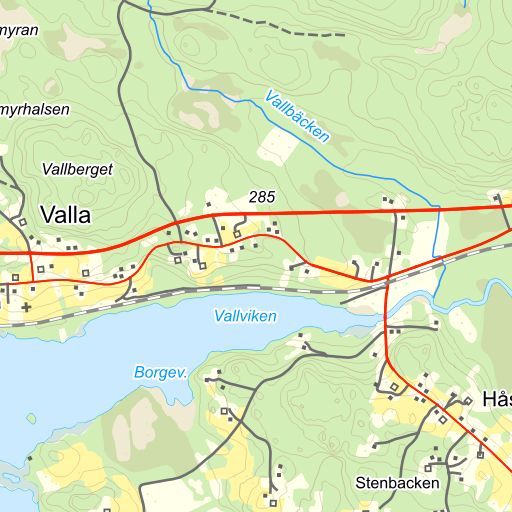 myran
Vallbäcken
myrhalsen
Vallberget
285
Valla
Vallviken
Borgev.
Hås
Stenbacken